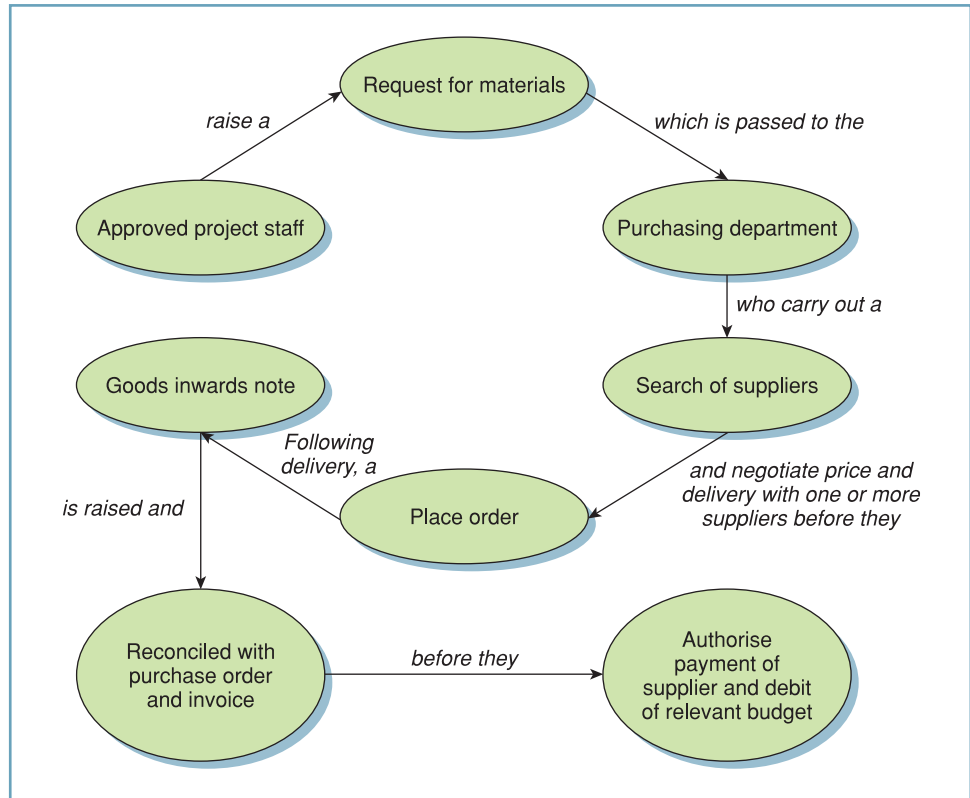 Request for materials
raise a
which is passed to the
Approved project staff
Purchasing department
who carry out a
Goods inwards note
Search of suppliers
Following
delivery, a
and negotiate price and
delivery with one or more
suppliers before they
Place order
is raised and
Reconciled with
purchase order
and invoice
before they
Authorise
payment of
supplier and debit
of relevant budget